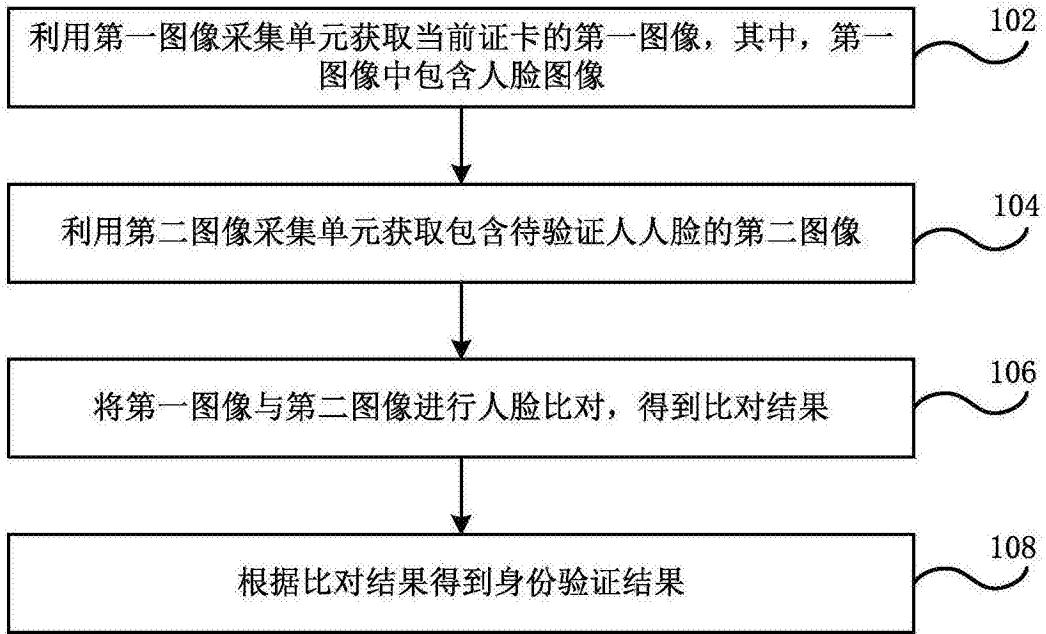 利用第一图像采集单元获取当前证卡的第一图像，其中，第一
图像中包含人脸图像
102
利用第二图像采集单元获取包含待验证人人脸的第二图像
104
将第一图像与第二图像进行人脸比对，得到比对结果
106
根据比对结果得到身份验证结果
108